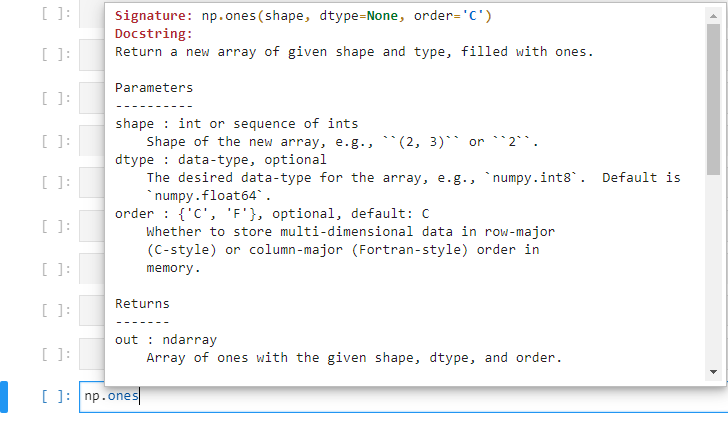 [ ]:
[ ]:
[ ]:
[ ]:
[ ]:
[ ]:
[ ]:
[ ]:
[ ]:
Signature: np.ones(shape, dtype=None, order='C')
Docstring:
Return a new array of given shape and type, filled with ones.
Parameters
----------
shape : int or sequence of ints
    Shape of the new array, e.g., ``(2, 3)`` or ``2``.
dtype : data-type, optional
    The desired data-type for the array, e.g., `numpy.int8`.  Default is
    `numpy.float64`.
order : {'C', 'F'}, optional, default: C
    Whether to store multi-dimensional data in row-major
    (C-style) or column-major (Fortran-style) order in
    memory.
Returns
-------
out : ndarray
    Array of ones with the given shape, dtype, and order.
[ ]: np.ones